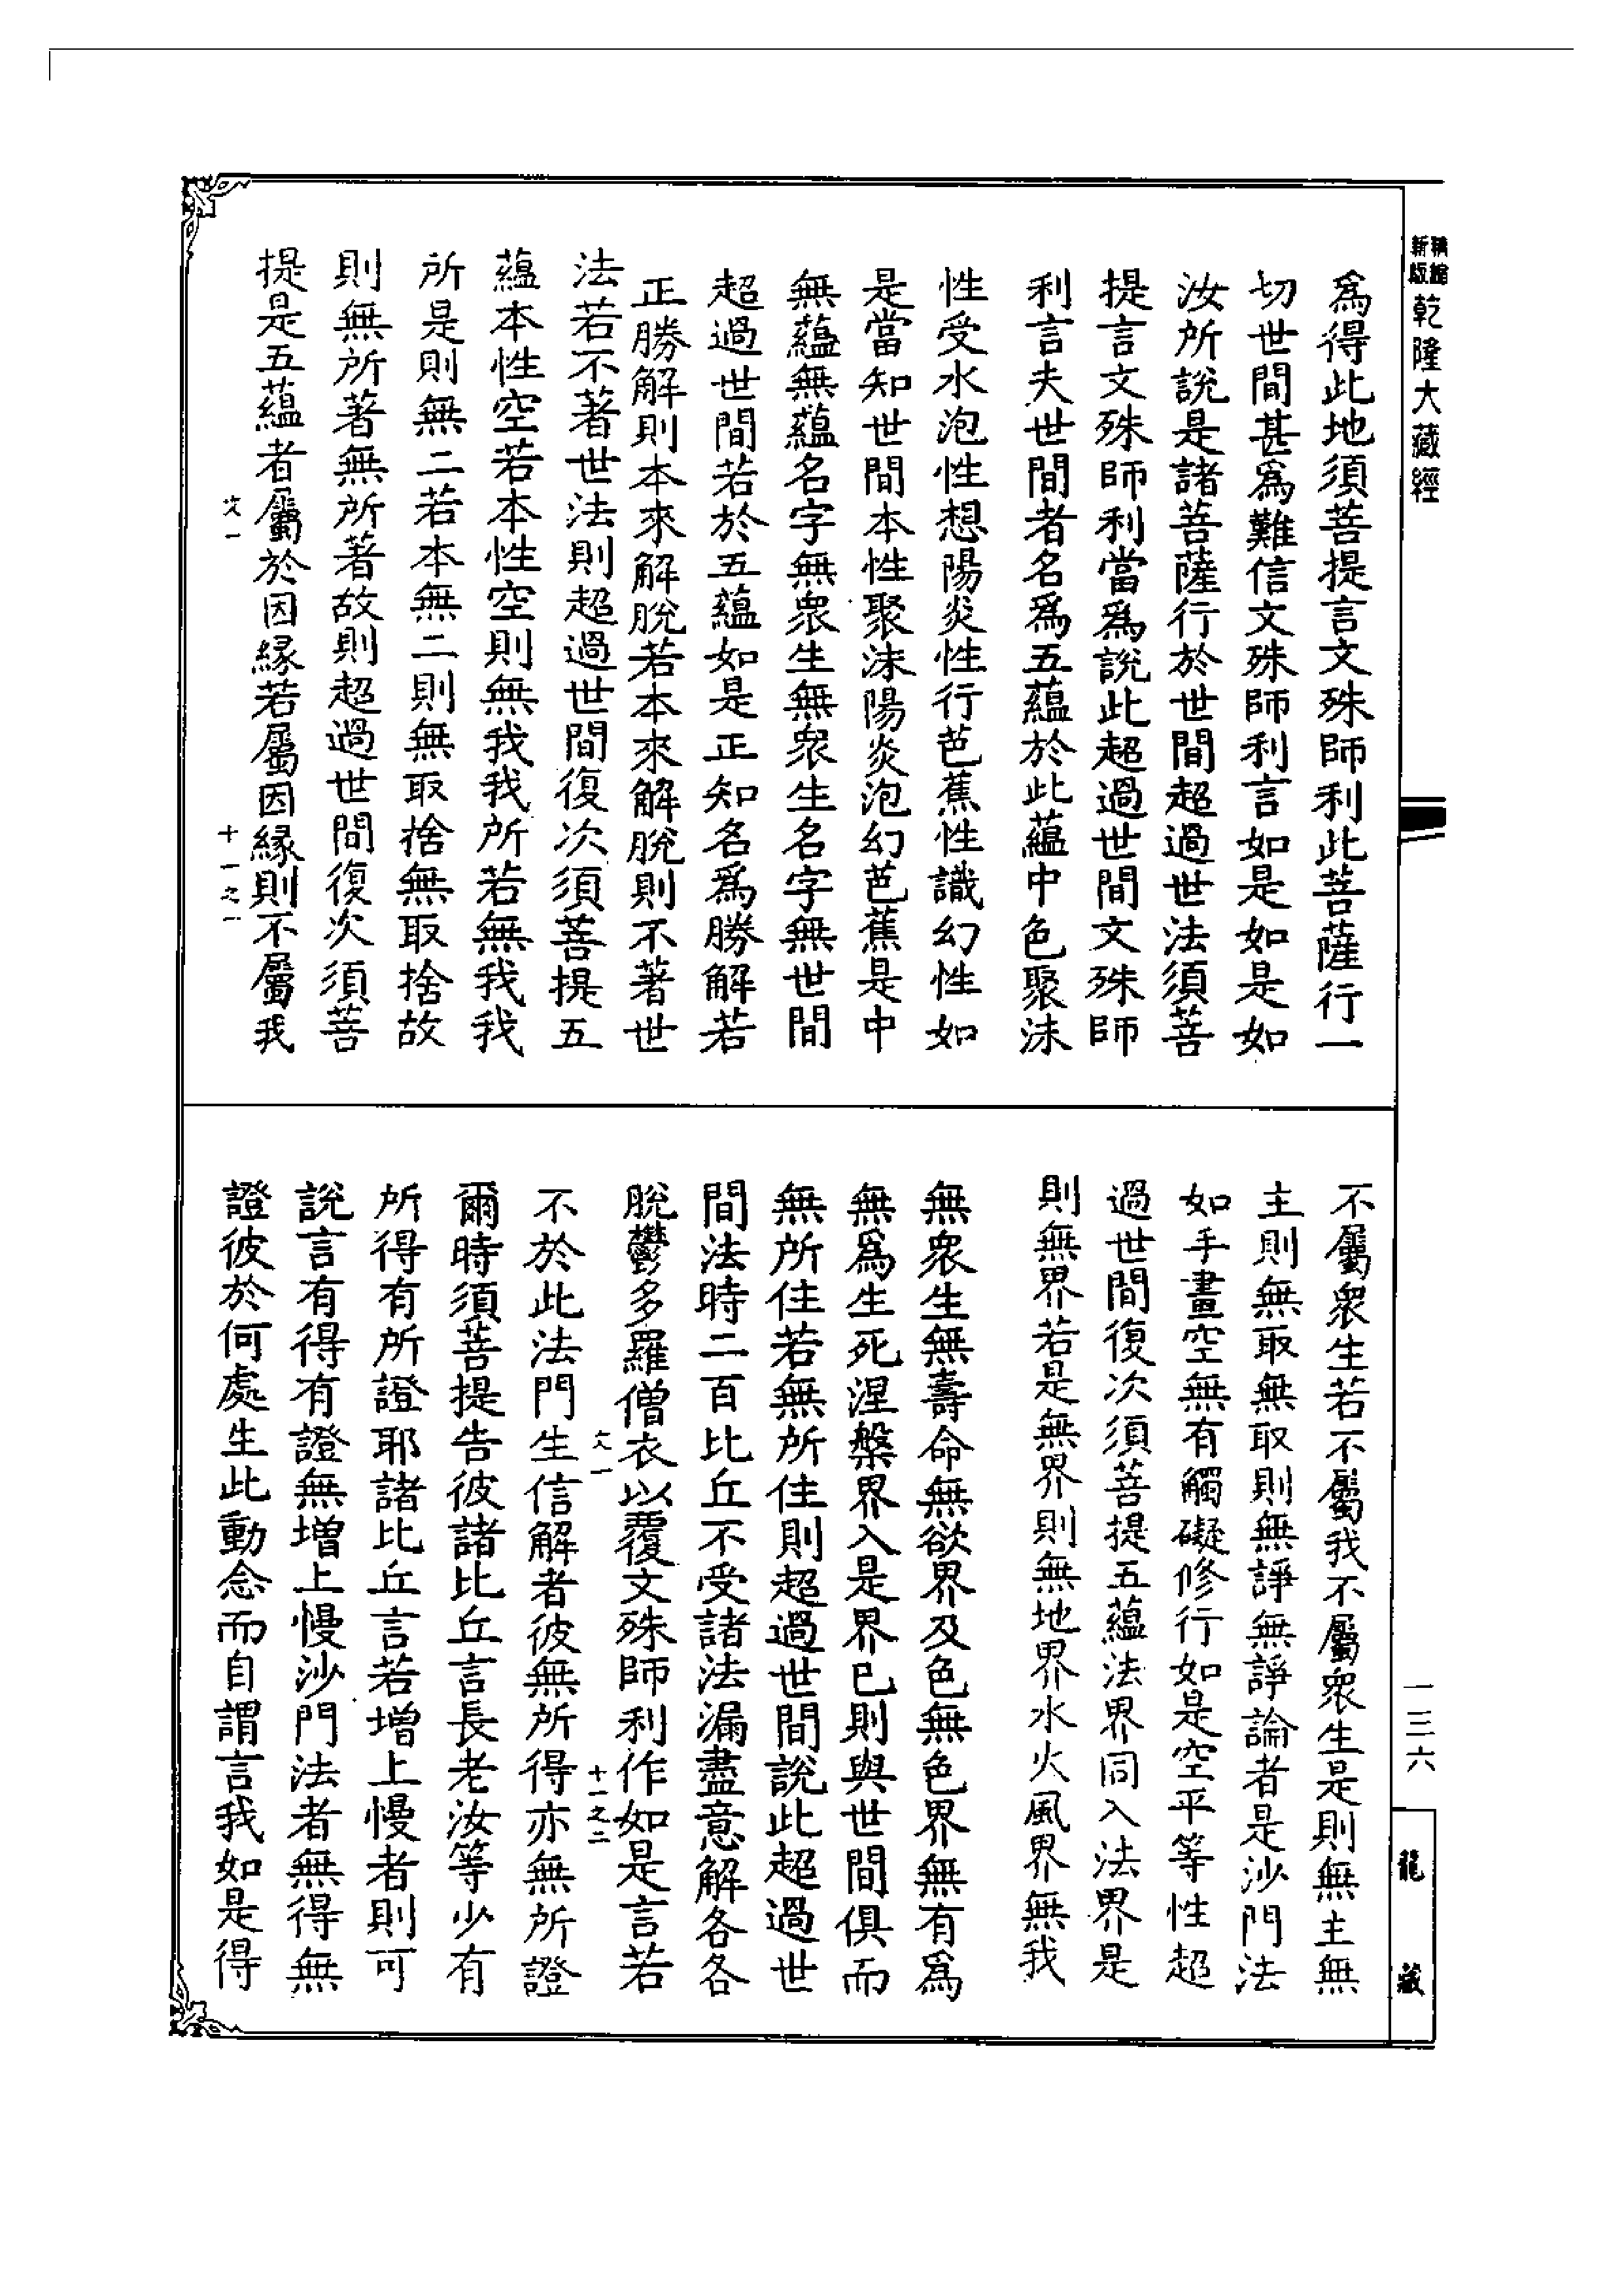 精縮
新版
乾隆大藏經
為得此地須菩提言文殊師利此菩薩行一
切世間甚為難信文殊師利言如是如是如
汝所說是諸菩薩行於世間超過世法須菩
提言文殊師利當為說此超過世間文殊師
利言夫世間者名為五蘊於此蘊中色聚沫
性受水泡性想陽炎性行芭蕉性識幻性如
是當知世間本性聚沫陽炎泡幻芭蕉是中
無蘊無蘊名字無衆生無衆生名字無世間
超過世間若於五蘊如是正知名為勝解若
正勝解則本來解脫若本來解脫則不著世
法若不著世法則超過世間復次須菩提五
蘊本性空若本性空則無我我所若無我我
所是則無二若本無二則無取捨無取捨故
則無所著無所著故則超過世間復次須菩
提是五蘊者屬於因緣若屬因緣則不屬我
十一之一
不屬衆生若不屬我不屬衆生是則無主無
主則無取無取則無諍無諍論者是沙門法
如手畫空無有觸礙修行如是空平等性超
過世間復次須菩提五蘊法界同入法界是
則無界若是無界則無地界水火風界無我
無衆生無壽命無欲界及色無色界無有為
無為生死涅槃界入是界已則與世間俱而
無所住若無所住則超過世間說此超過世
間法時二百比丘不受諸法漏盡意解各各
脫鬱多羅僧衣以覆文殊師利作如是言若
十一之二
不於此法門生信解者彼無所得亦無所證
爾時須菩提告彼諸比丘言長老汝等少有
所得有所證耶諸比丘言若增上慢者則可
說言有得有證無增上慢沙門法者無得無
證彼於何處生此動念而自謂言我如是得
一三六
龍藏